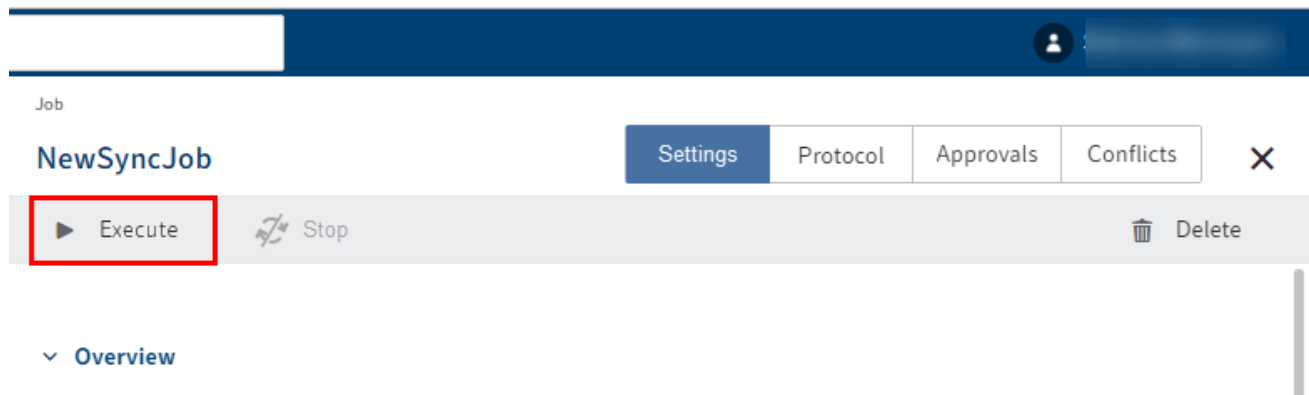 Job
NewSyncJob
Settings Protocol Approvals Conflicts
Execute Stop Delete
Overview